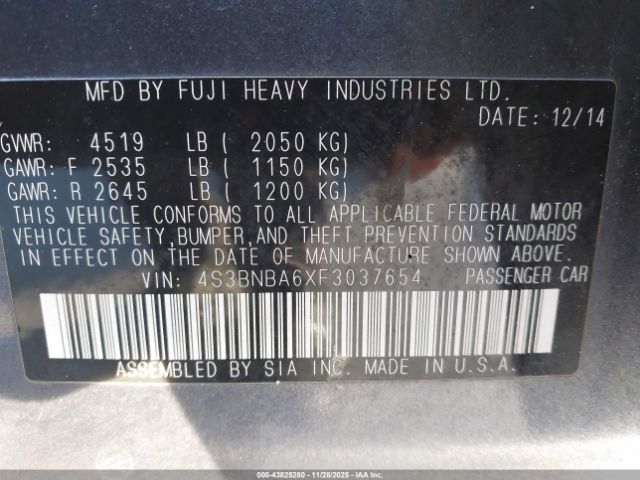 MFD BY FUJI HEAVY INDUSTRIES LTD.
DATE: 12/14
GVWR: 4519 LB ( 2050 KG)
GAWR: F 2535 LB ( 1150 KG)
GAWR: R 2645 LB ( 1200 KG)
THIS VEHICLE CONFORMS TO ALL APPLICABLE FEDERAL MOTOR
VEHICLE SAFETY,BUMPER,AND THEFT PREVENTION STANDARDS
IN EFFECT ON THE DATE OF MANUFACTURE SHOWN ABOVE.
VIN: 4S3BNBA6XF3037654 PASSENGER CAR
ASSEMBLED BY SIA INC. MADE IN U.S.A.
000-43825260 - 11/28/2025 - IAAI.COM